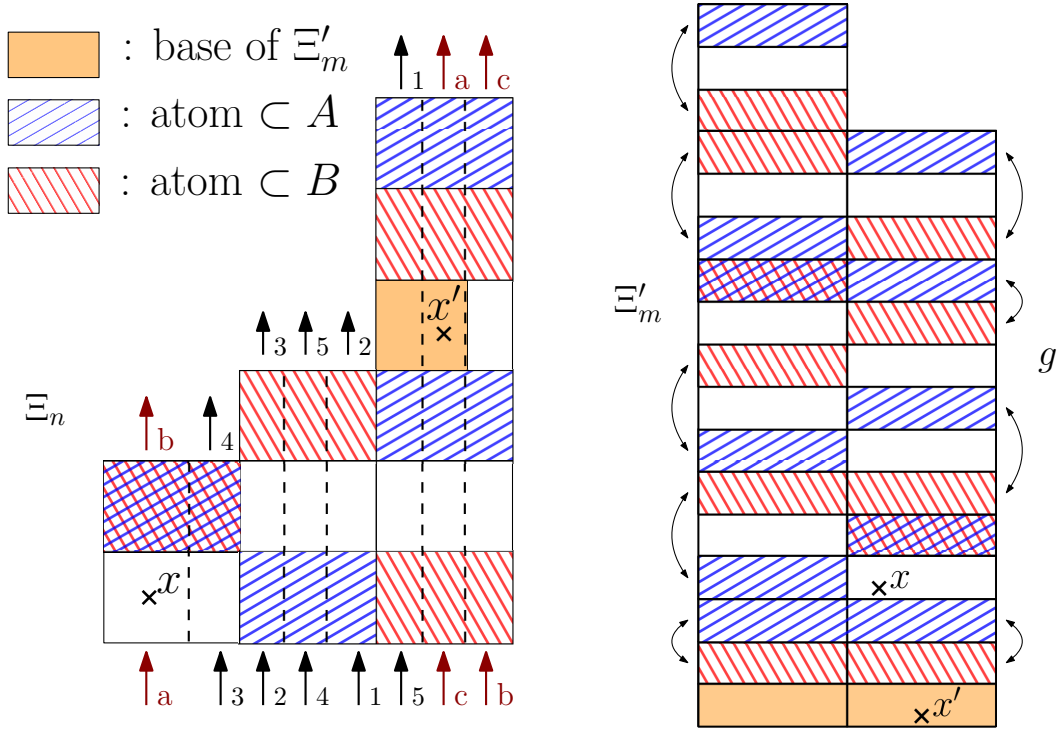 : base of Ξ′ₘ
: atom ⊂ A
: atom ⊂ B
1 a c
x′
3 5 2
Ξₙ
b 4
x
a 3 2 4 1 5 c b
Ξ′ₘ
g
x
x′